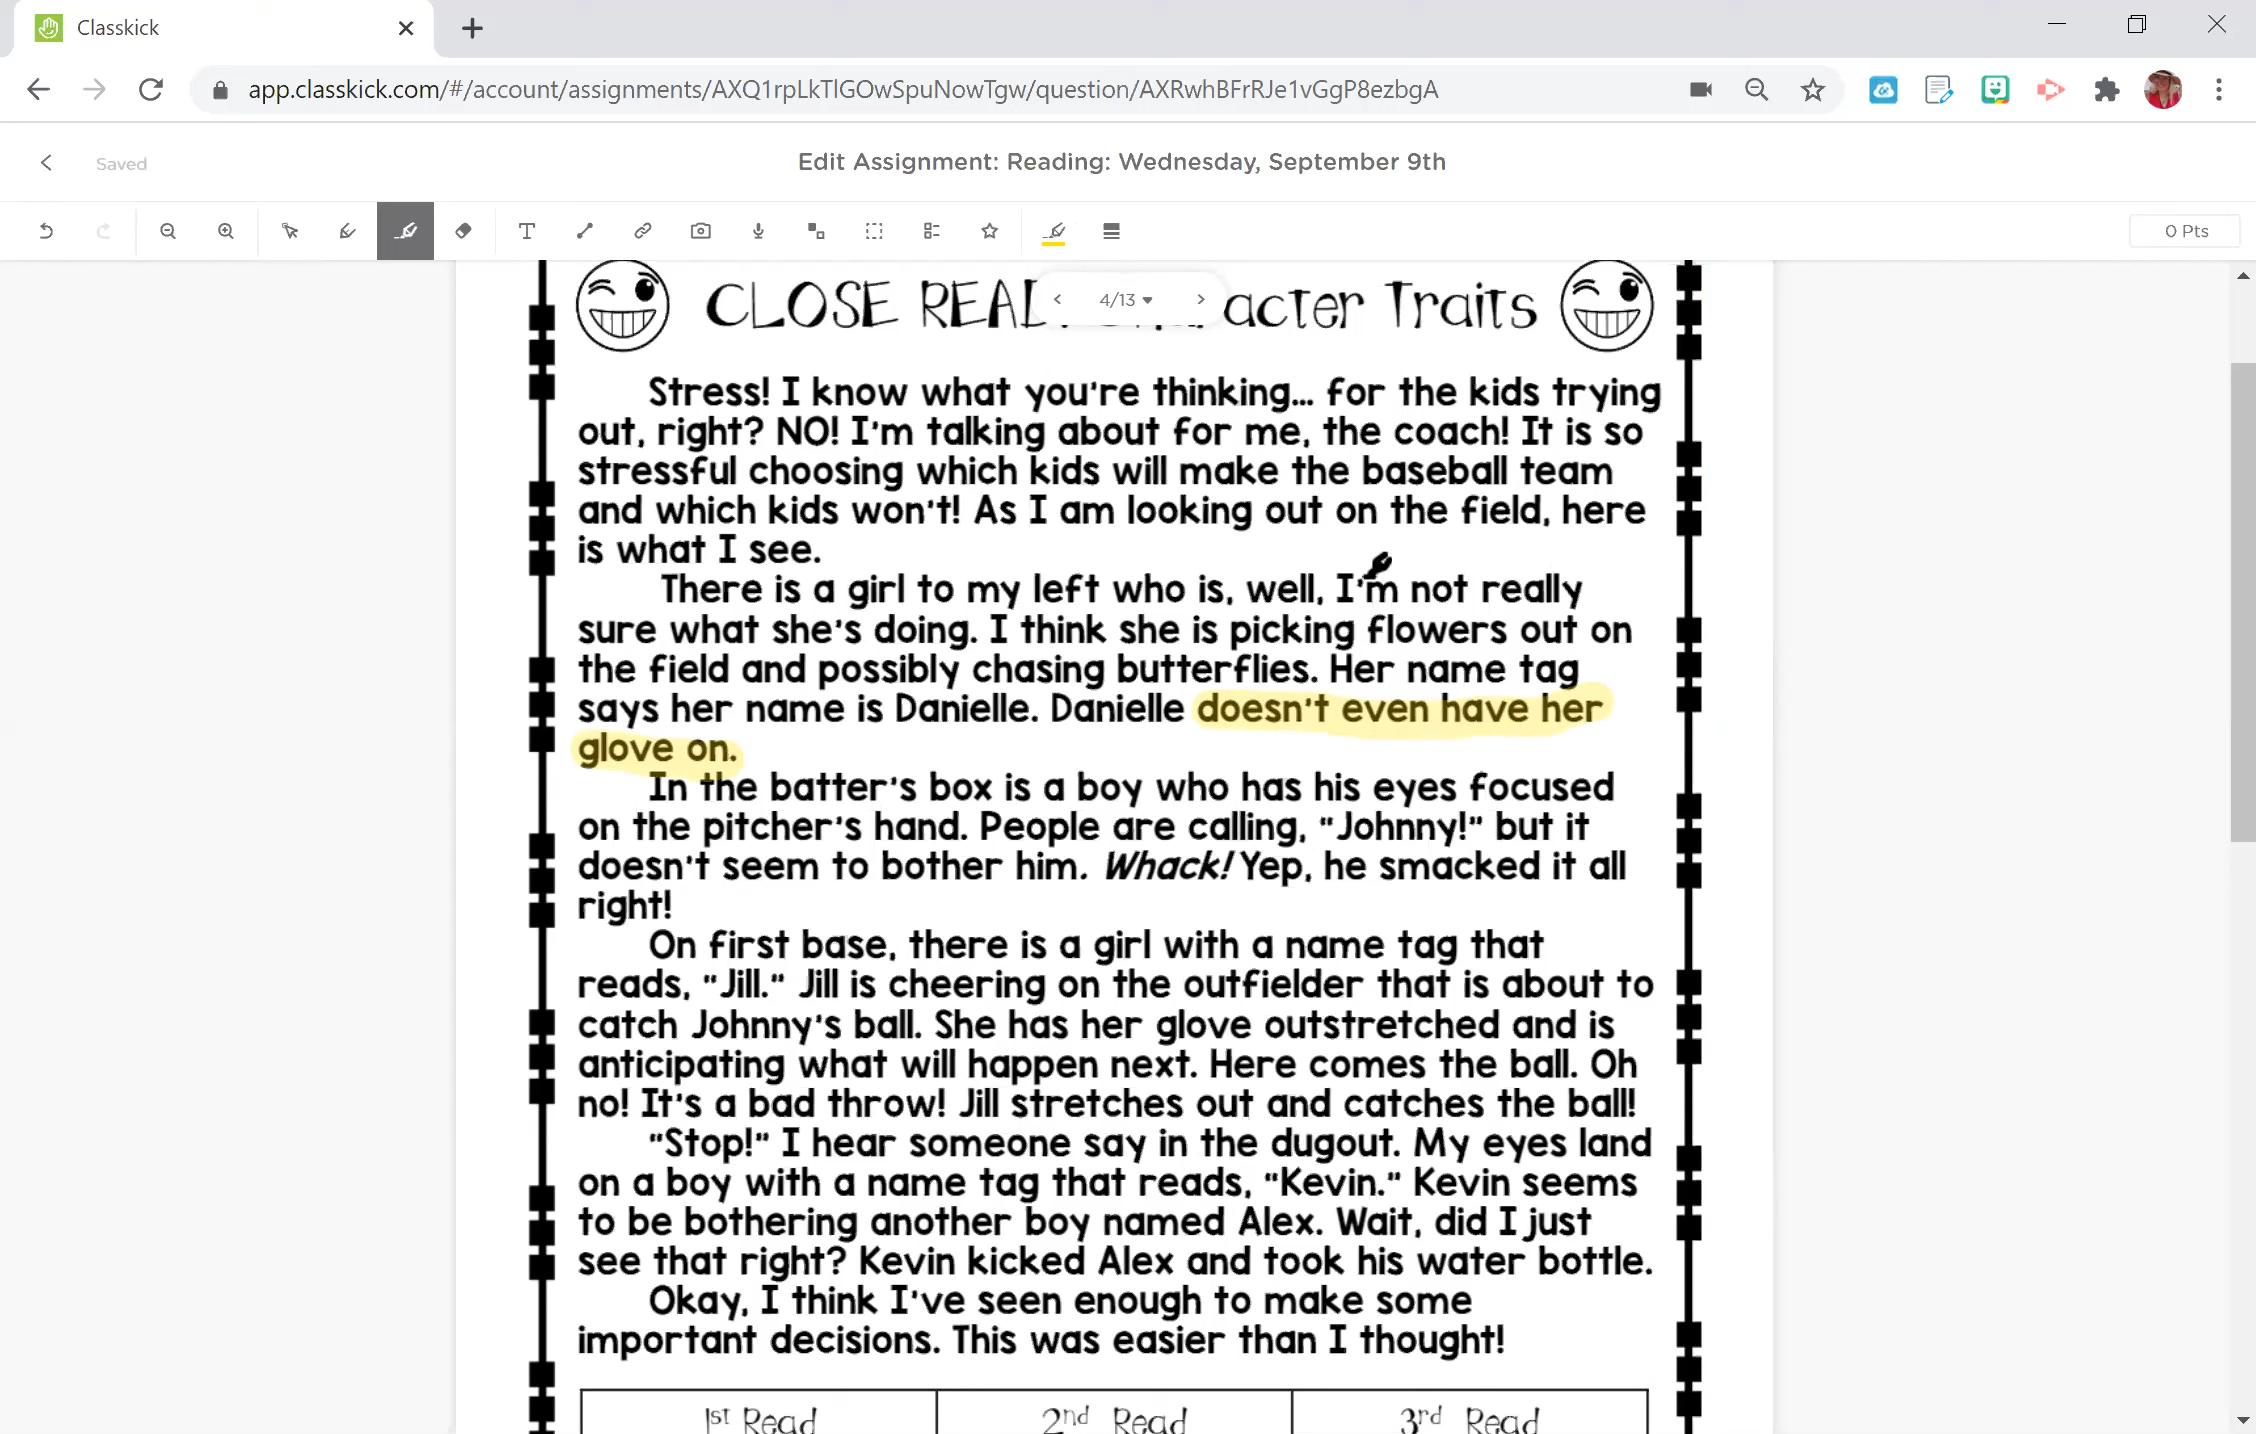 Classkick
app.classkick.com/#/account/assignments/AXQ1rpLkTlGOwSpuNowTgw/question/AXRwhBFrRJe1vGgP8ezbgA
Saved
Edit Assignment: Reading: Wednesday, September 9th
0 Pts
CLOSE READ acter Traits
4/13
Stress! I know what you're thinking... for the kids trying
out, right? NO! I'm talking about for me, the coach! It is so
stressful choosing which kids will make the baseball team
and which kids won't! As I am looking out on the field, here
is what I see.
There is a girl to my left who is, well, I'm not really
sure what she's doing. I think she is picking flowers out on
the field and possibly chasing butterflies. Her name tag
says her name is Danielle. Danielle doesn't even have her
glove on.
In the batter's box is a boy who has his eyes focused
on the pitcher's hand. People are calling, "Johnny!" but it
doesn't seem to bother him. Whack! Yep, he smacked it all
right!
On first base, there is a girl with a name tag that
reads, "Jill." Jill is cheering on the outfielder that is about to
catch Johnny's ball. She has her glove outstretched and is
anticipating what will happen next. Here comes the ball. Oh
no! It's a bad throw! Jill stretches out and catches the ball!
"Stop!" I hear someone say in the dugout. My eyes land
on a boy with a name tag that reads, "Kevin." Kevin seems
to be bothering another boy named Alex. Wait, did I just
see that right? Kevin kicked Alex and took his water bottle.
Okay, I think I've seen enough to make some
important decisions. This was easier than I thought!
1st Read 2nd Read 3rd Read